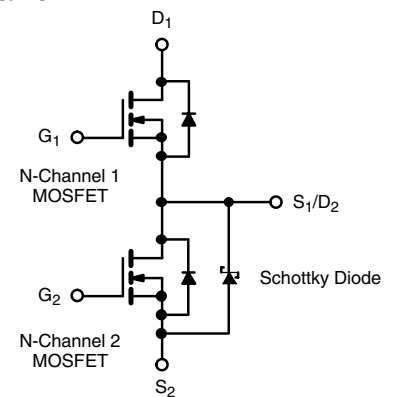 D₁
G₁
N-Channel 1
MOSFET
S₁/D₂
G₂
Schottky Diode
N-Channel 2
MOSFET
S₂